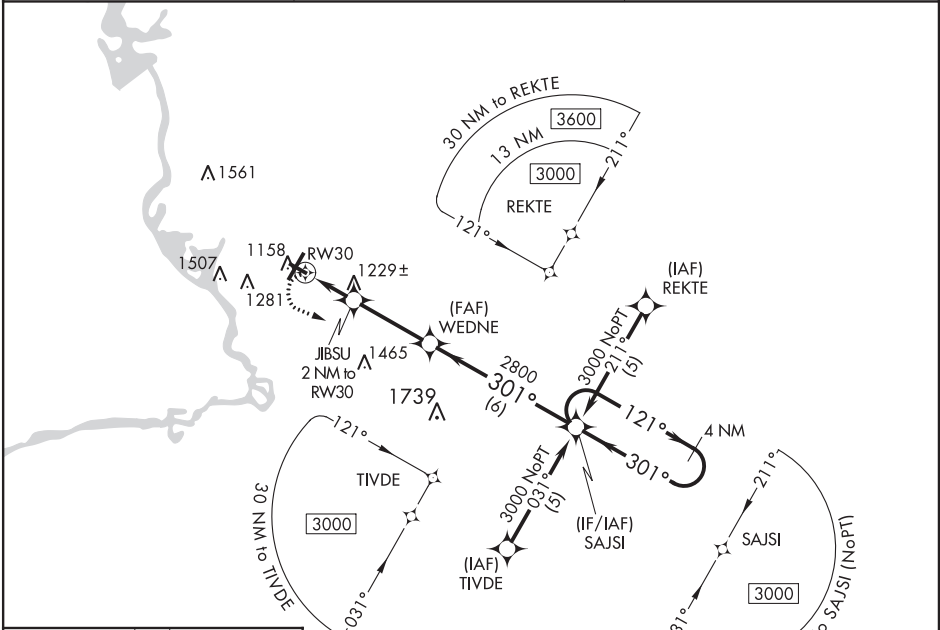 30 NM to REKTE
3600
13 NM
3000
REKTE
211°
121°
1561
1507
1158
RW30
1281
1229±
(FAF)
WEDNE
(IAF)
REKTE
3000 NoPT
211°
(5)
JIBSU
2 NM to
RW30
1465
1739
2800
301°
(6)
121°
4 NM
301°
3000 NoPT
031°
(5)
(IF/IAF)
SAJSI
(IAF)
TIVDE
121°
TIVDE
3000
30 NM to TIVDE
031°
211°
SAJSI
3000
31°
o SAJSI (NoPT)